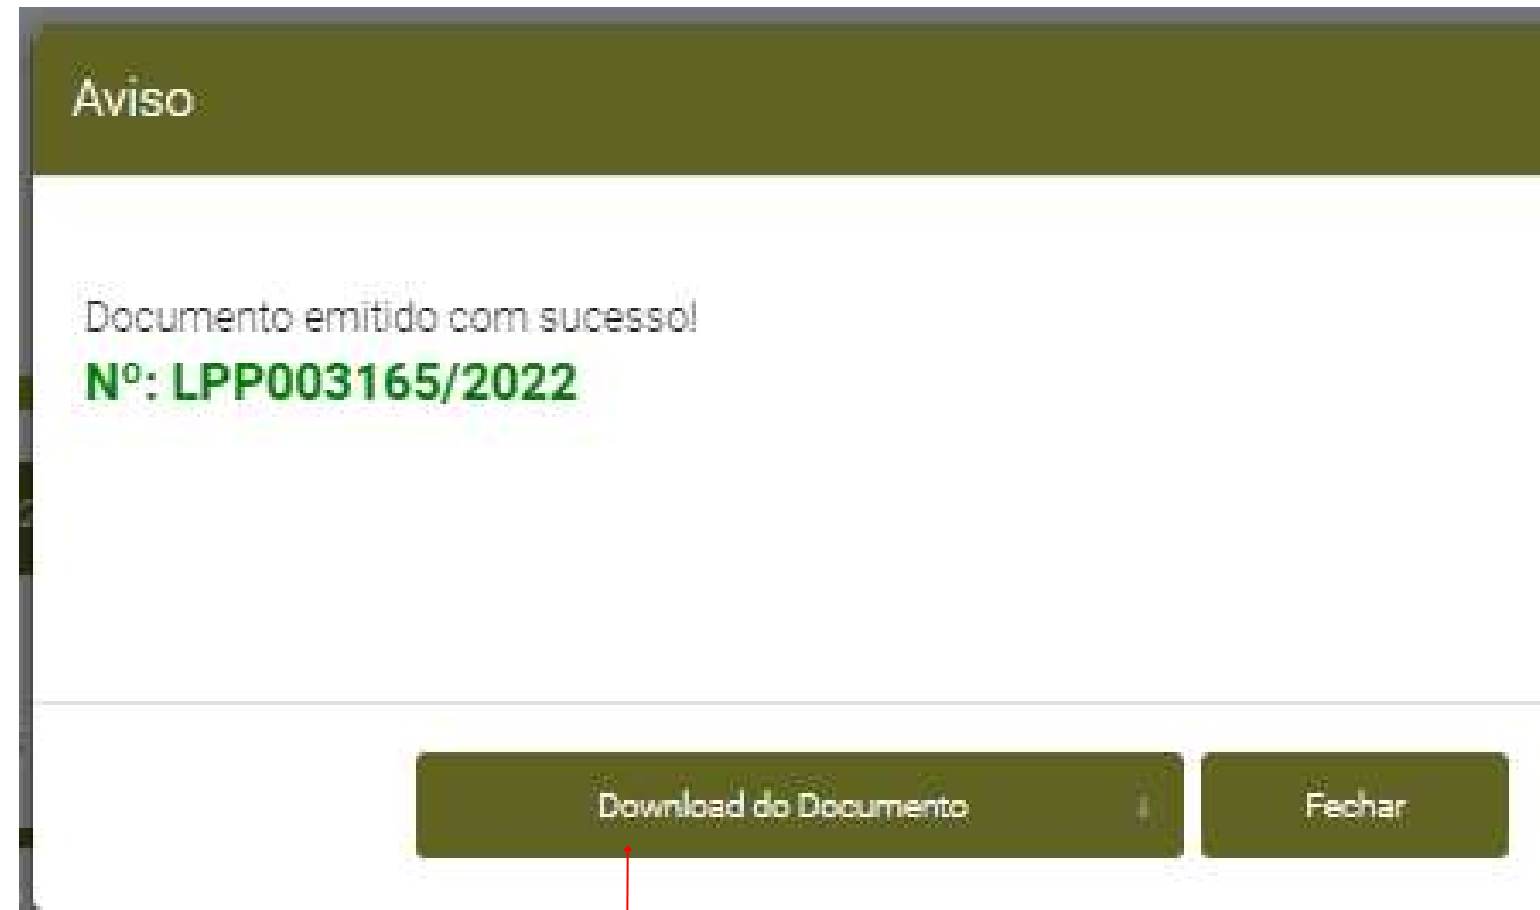 Aviso
Documento emitido com sucesso!
Nº: LPP003165/2022
Download do Documento
Fechar